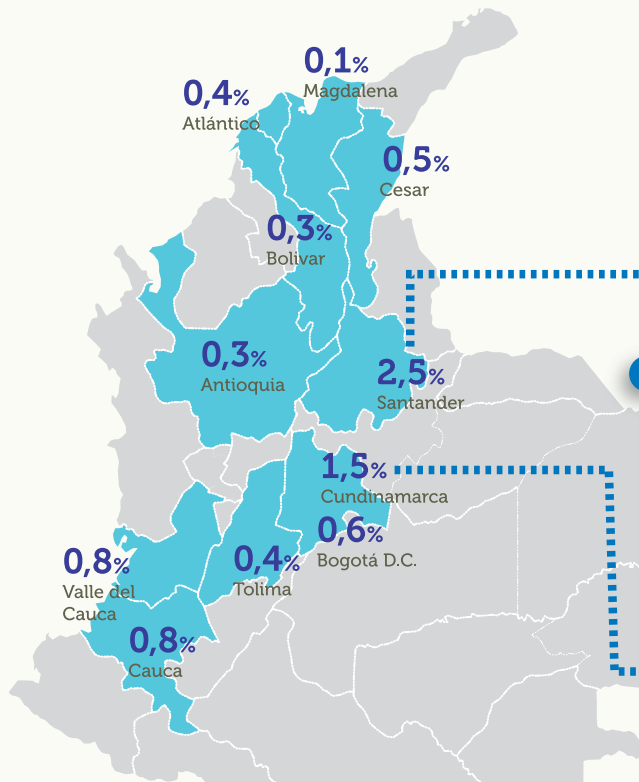 0,1%
Magdalena
0,4%
Atlántico
0,5%
Cesar
0,3%
Bolivar
0,3%
Antioquia
2,5%
Santander
1,5%
Cundinamarca
0,6%
Bogotá D.C.
0,4%
Tolima
0,8%
Valle del
Cauca
0,8%
Cauca